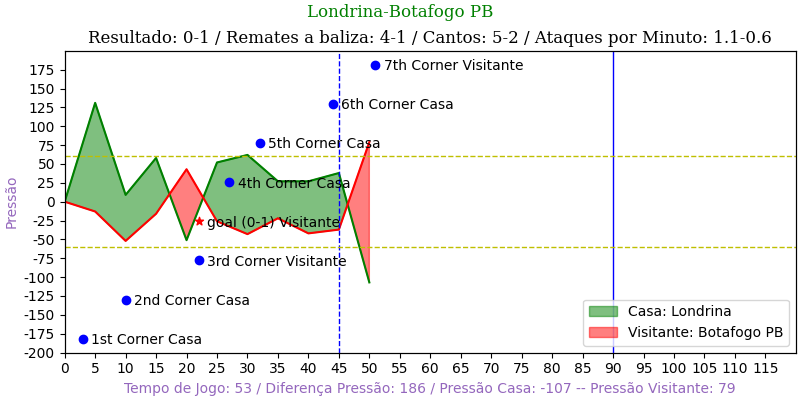 Londrina-Botafogo PB
Resultado: 0-1 / Remates a baliza: 4-1 / Cantos: 5-2 / Ataques por Minuto: 1.1-0.6
Pressão
175
150
125
100
75
50
25
0
-25
-50
-75
-100
-125
-150
-175
-200
7th Corner Visitante
6th Corner Casa
5th Corner Casa
4th Corner Casa
goal (0-1) Visitante
3rd Corner Visitante
2nd Corner Casa
1st Corner Casa
Casa: Londrina
Visitante: Botafogo PB
0 5 10 15 20 25 30 35 40 45 50 55 60 65 70 75 80 85 90 95 100 105 110 115
Tempo de Jogo: 53 / Diferença Pressão: 186 / Pressão Casa: -107 -- Pressão Visitante: 79